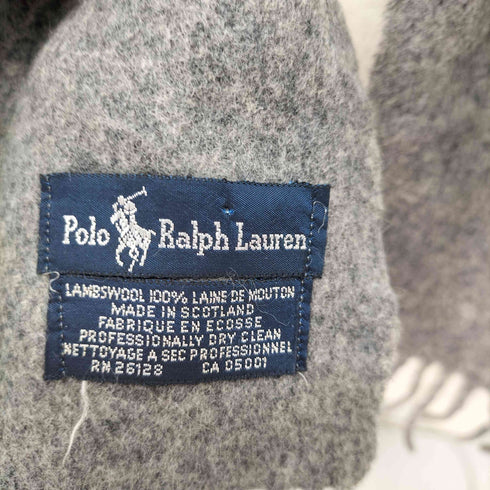 Polo Ralph Lauren
LAMBSWOOL 100% LAINE DE MOUTON
MADE IN SCOTLAND
FABRIQUE EN ECOSSE
PROFESSIONALLY DRY CLEAN
NETTOYAGE A SEC PROFESSIONNEL
RN 26128 CA 05001